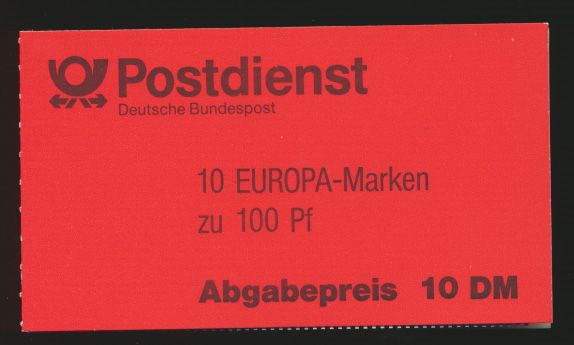 Postdienst
Deutsche Bundespost
10 EUROPA-Marken
zu 100 Pf
Abgabepreis 10 DM